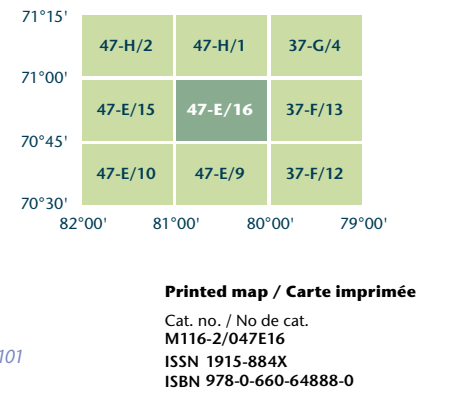 71°15'
47-H/2 47-H/1 37-G/4
71°00'
47-E/15 47-E/16 37-F/13
70°45'
47-E/10 47-E/9 37-F/12
70°30'
82°00' 81°00' 80°00' 79°00'
Printed map / Carte imprimée
Cat. no. / No de cat.
M116-2/047E16
101
ISSN 1915-884X
ISBN 978-0-660-64888-0